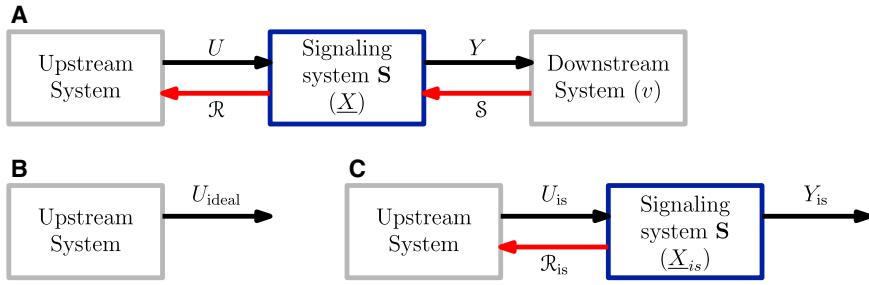 A
Upstream
System
U
ℛ
Signaling
system S
(X)
Y
𝒮
Downstream
System (v)
B
Upstream
System
U_ideal
C
Upstream
System
U_is
ℛ_is
Signaling
system S
(X_is)
Y_is